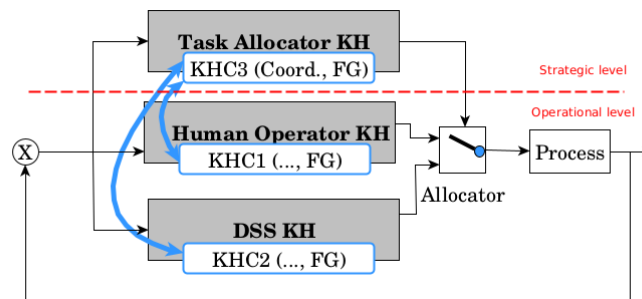 Task Allocator KH
KHC3 (Coord., FG)
Strategic level
Operational level
Human Operator KH
KHC1 (..., FG)
X
Process
Allocator
DSS KH
KHC2 (..., FG)